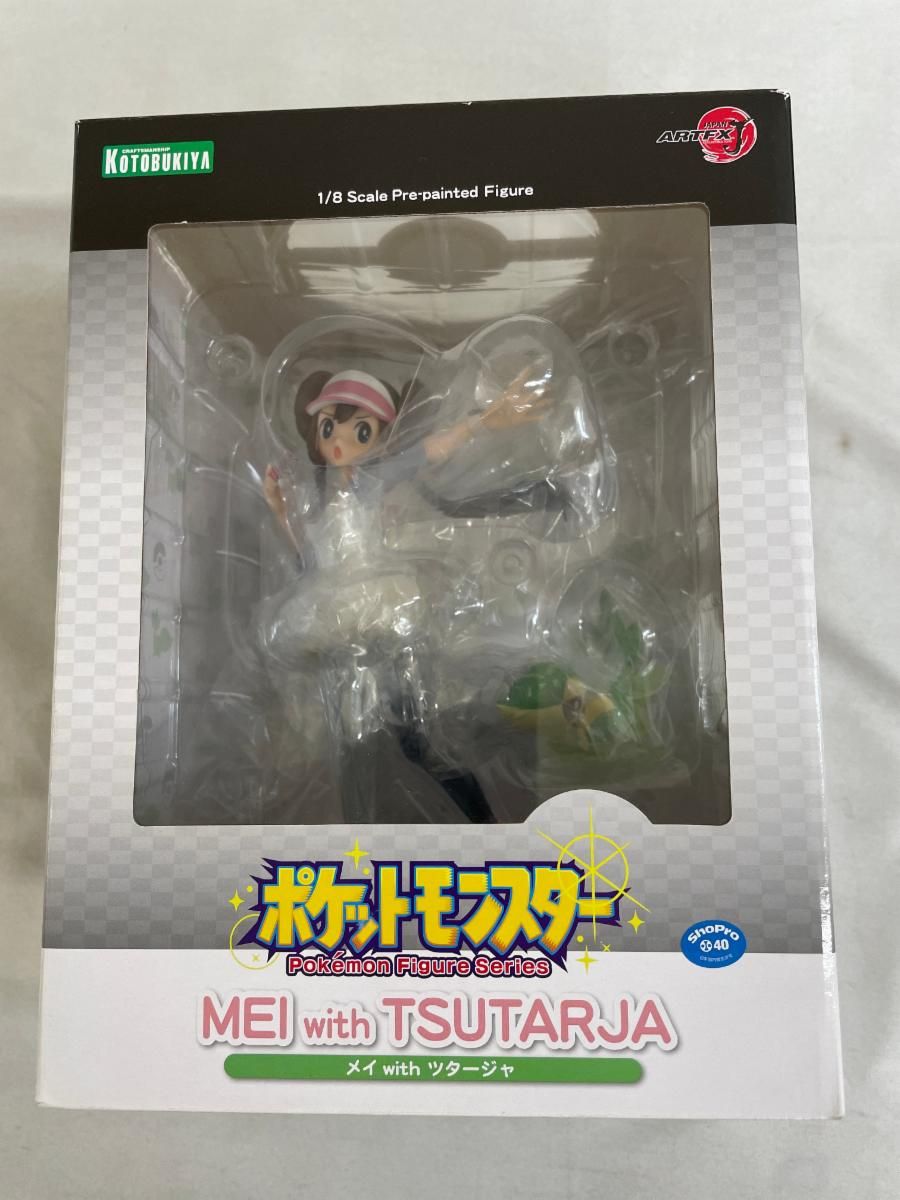 CRAFTSMANSHIP
KOTOBUKIYA
JAPAN
ARTFX J
1/8 Scale Pre-painted Figure
ポケットモンスター
Pokémon Figure Series
ShoPro
40
MEI with TSUTARJA
メイ with ツタージャ